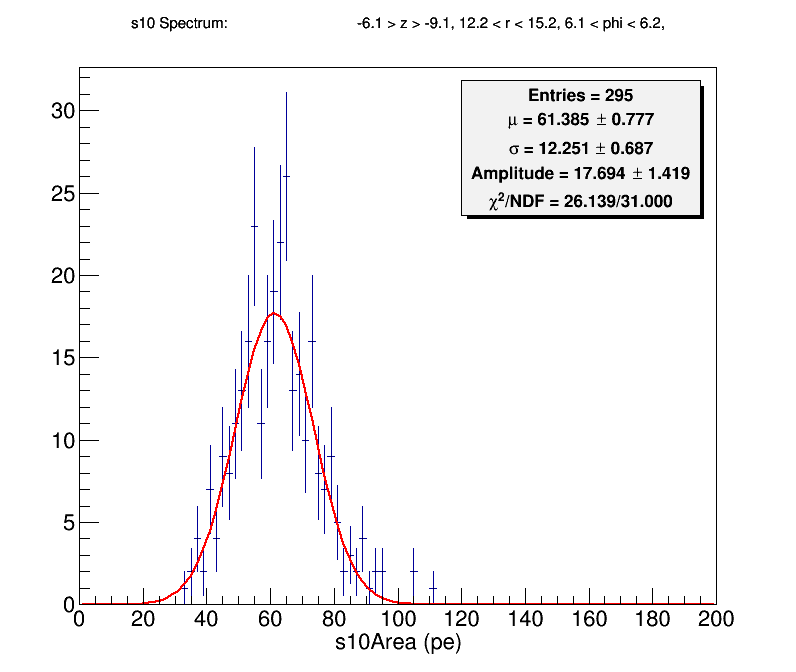 s10 Spectrum: -6.1 > z > -9.1, 12.2 < r < 15.2, 6.1 < phi < 6.2,
Entries = 295
μ = 61.385 ± 0.777
σ = 12.251 ± 0.687
Amplitude = 17.694 ± 1.419
χ²/NDF = 26.139/31.000
30
25
20
15
10
5
0
0 20 40 60 80 100 120 140 160 180 200
s10Area (pe)